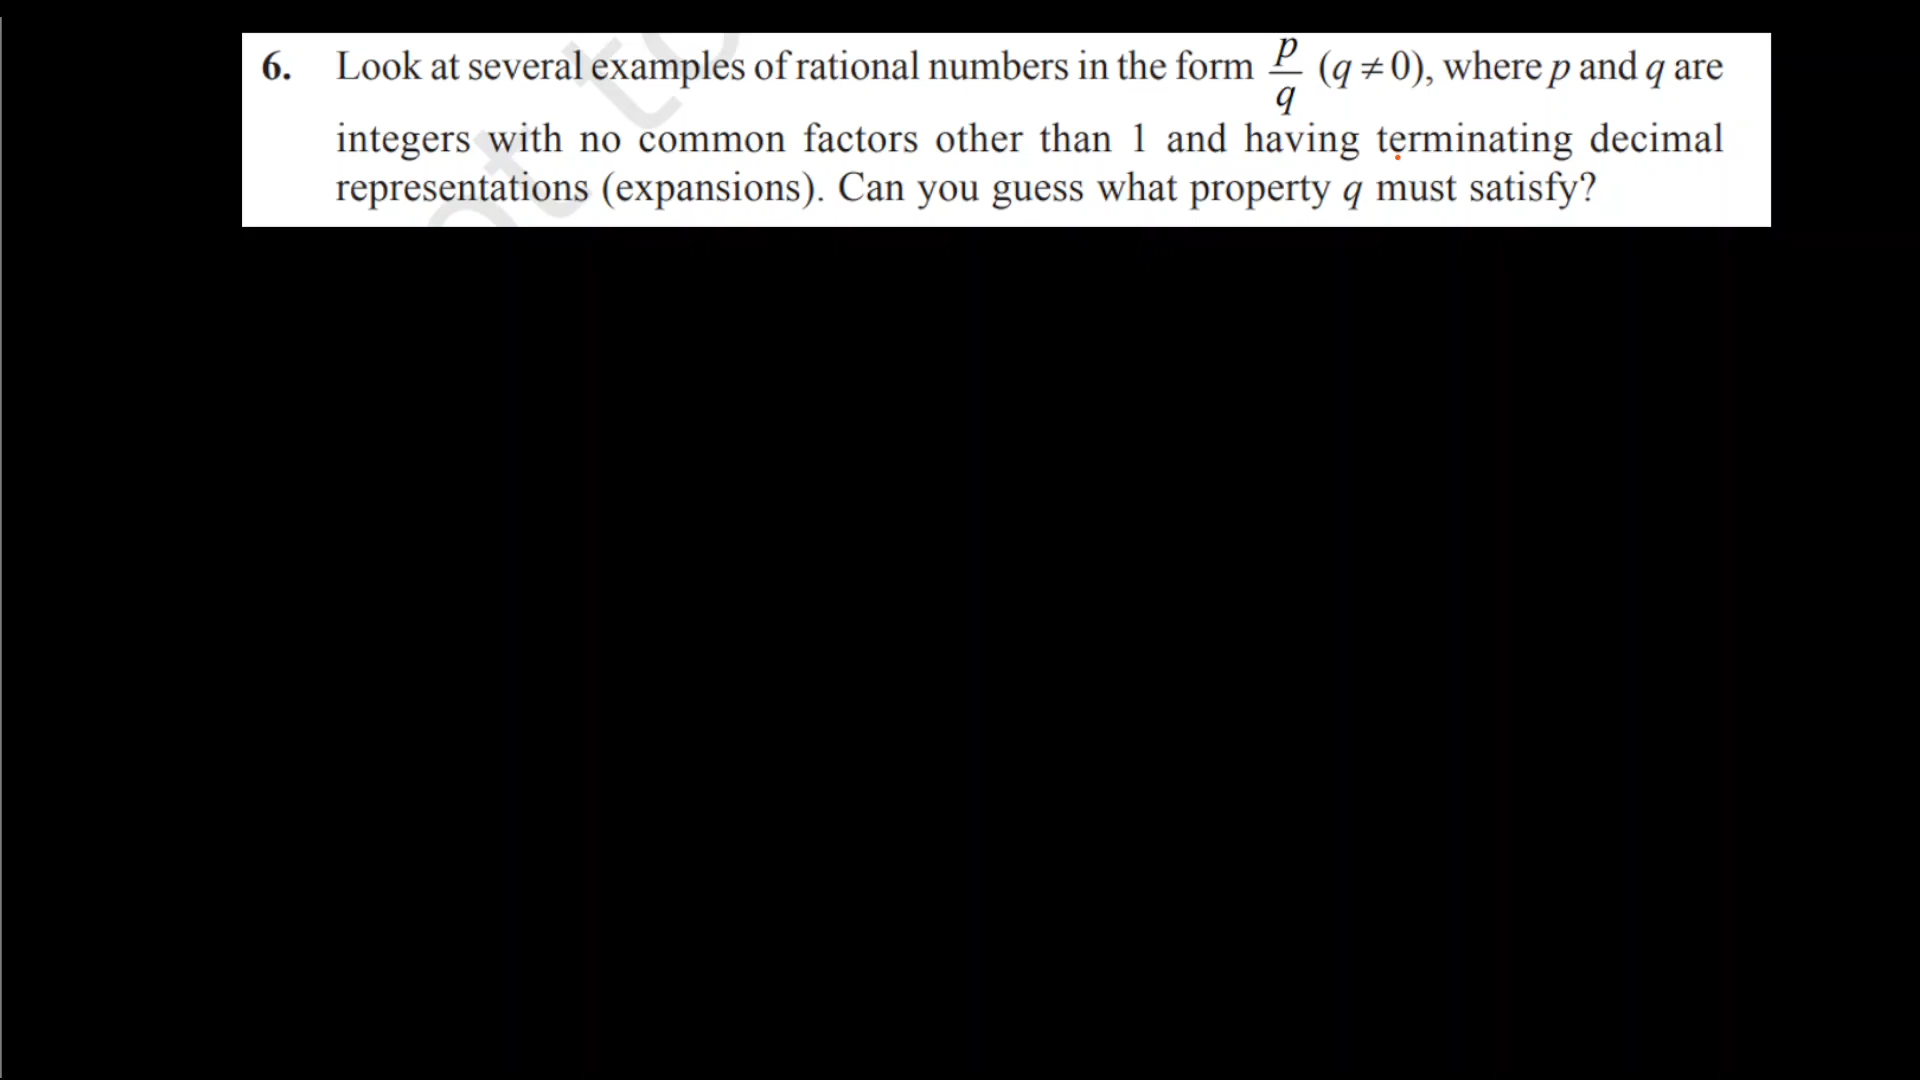 6. Look at several examples of rational numbers in the form p/q (q ≠ 0), where p and q are
integers with no common factors other than 1 and having terminating decimal
representations (expansions). Can you guess what property q must satisfy?